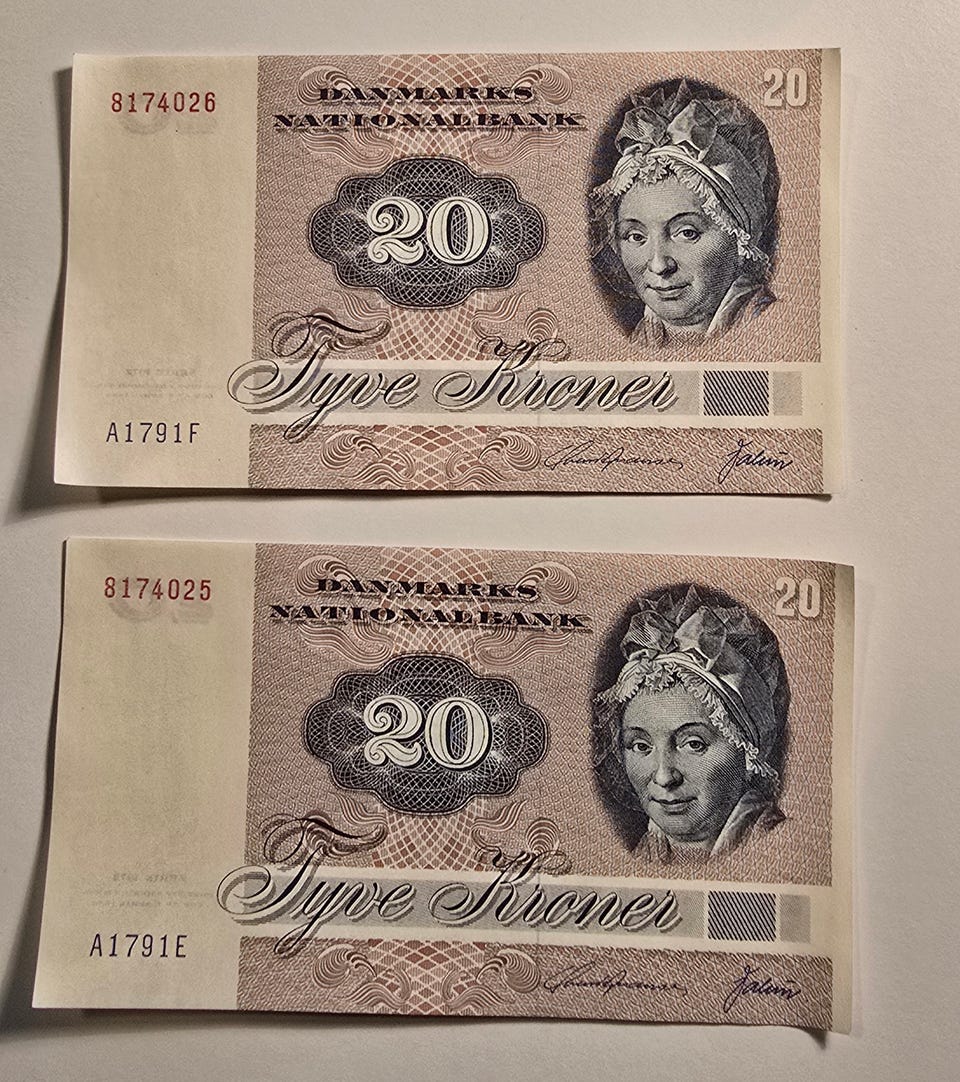 8174026
DANMARKS
NATIONALBANK
20
20
Tyve Kroner
A1791F
8174025
DANMARKS
NATIONALBANK
20
20
Tyve Kroner
A1791E